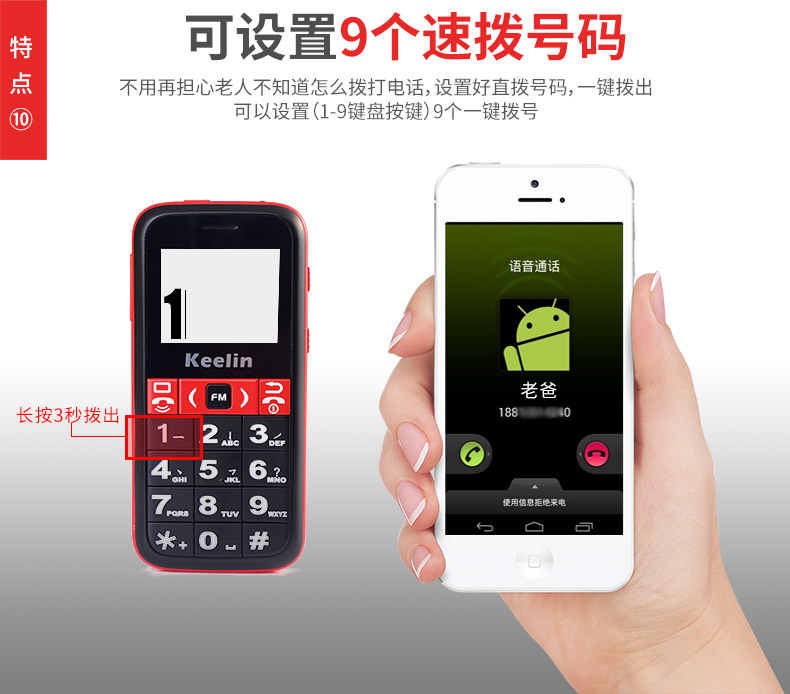 特点⑩
可设置9个速拨号码
不用再担心老人不知道怎么拨打电话，设置好直拨号码，一键拨出
可以设置（1-9键盘按键）9个一键拨号
语音通话
1
Keelin
老爸
188 40
FM
长按3秒拨出
1 2 ABC 3 DEF
4 GHI 5 JKL 6 MNO
7 PQRS 8 TUV 9 WXYZ
* + 0 #
使用信息拒绝来电